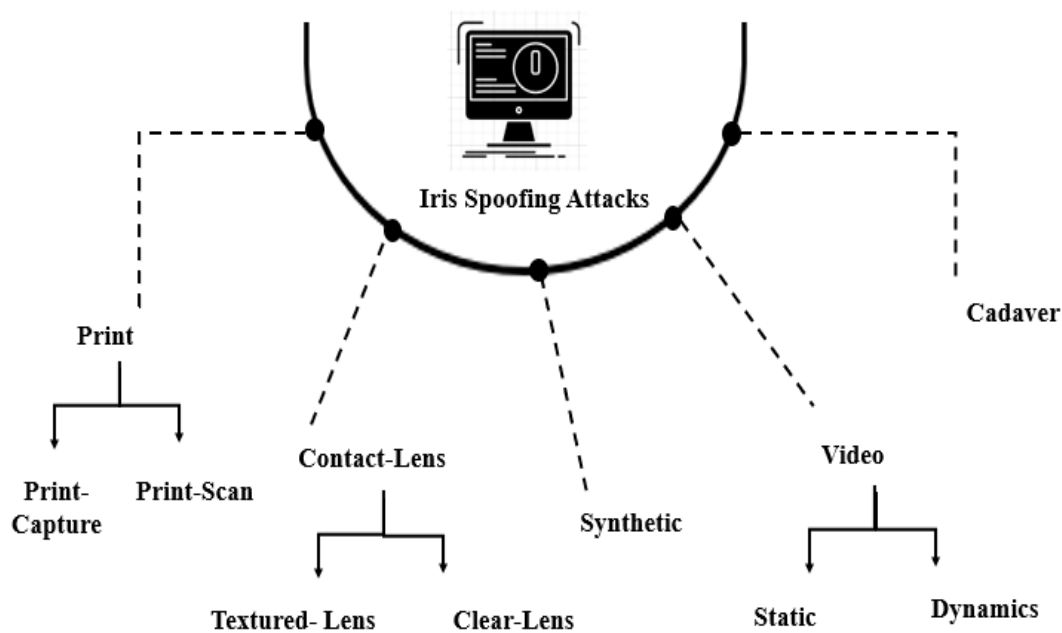 Iris Spoofing Attacks
Cadaver
Print
Contact-Lens
Video
Print-
Capture
Print-Scan
Synthetic
Textured- Lens
Clear-Lens
Static
Dynamics